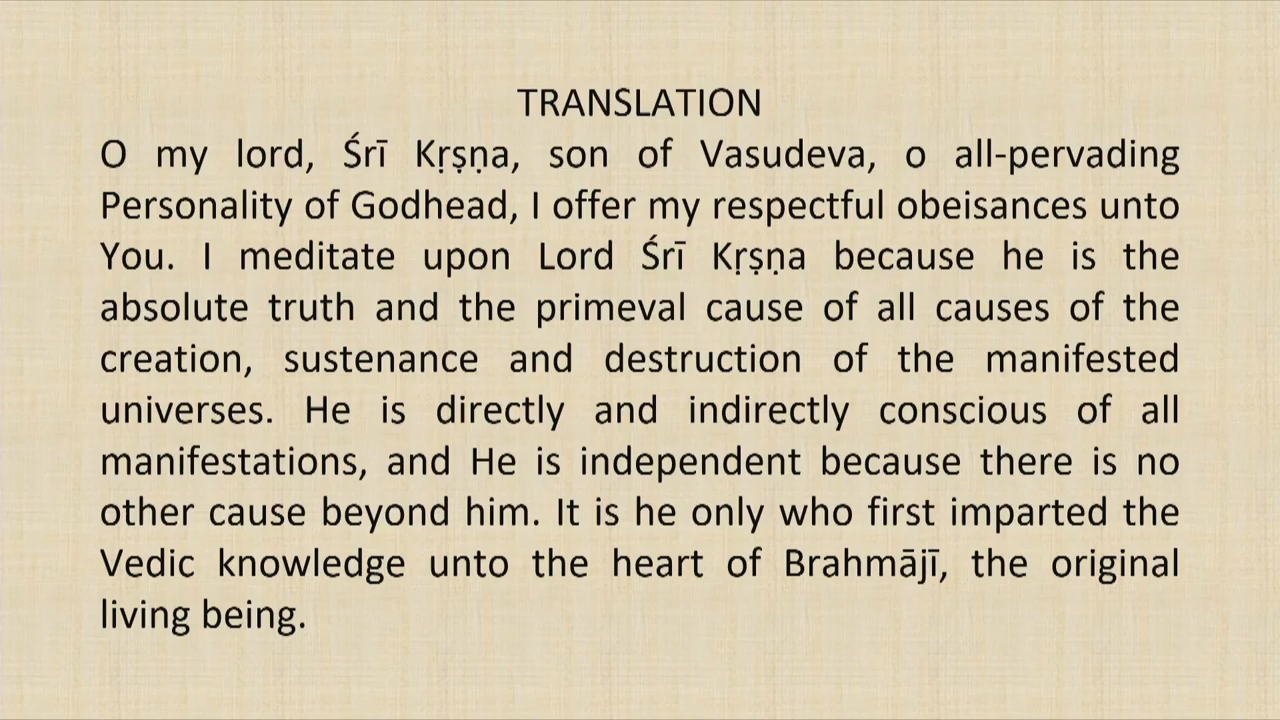 TRANSLATION
O my lord, Śrī Kṛṣṇa, son of Vasudeva, o all-pervading
Personality of Godhead, I offer my respectful obeisances unto
You. I meditate upon Lord Śrī Kṛṣṇa because he is the
absolute truth and the primeval cause of all causes of the
creation, sustenance and destruction of the manifested
universes. He is directly and indirectly conscious of all
manifestations, and He is independent because there is no
other cause beyond him. It is he only who first imparted the
Vedic knowledge unto the heart of Brahmājī, the original
living being.